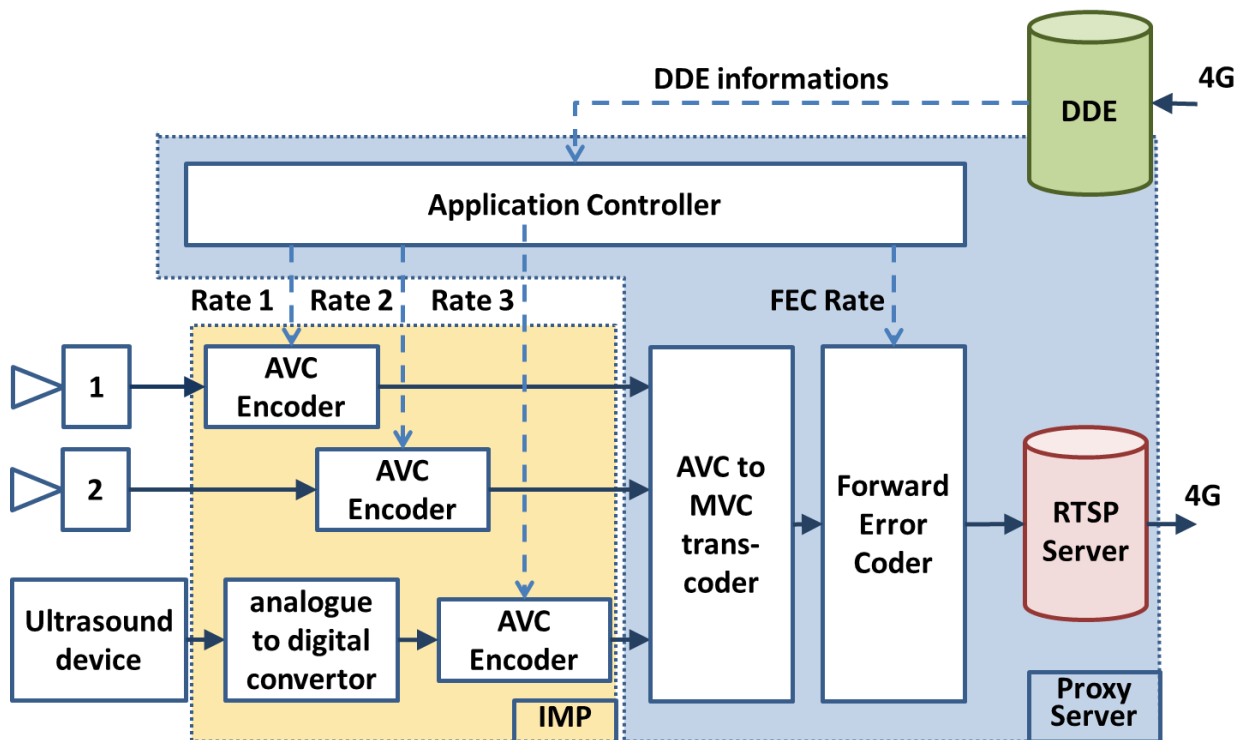 DDE informations
4G
DDE
Application Controller
Rate 1
Rate 2
Rate 3
FEC Rate
1
AVC
Encoder
2
AVC
Encoder
AVC to
MVC
trans-
coder
Forward
Error
Coder
RTSP
Server
4G
Ultrasound
device
analogue
to digital
convertor
AVC
Encoder
IMP
Proxy
Server